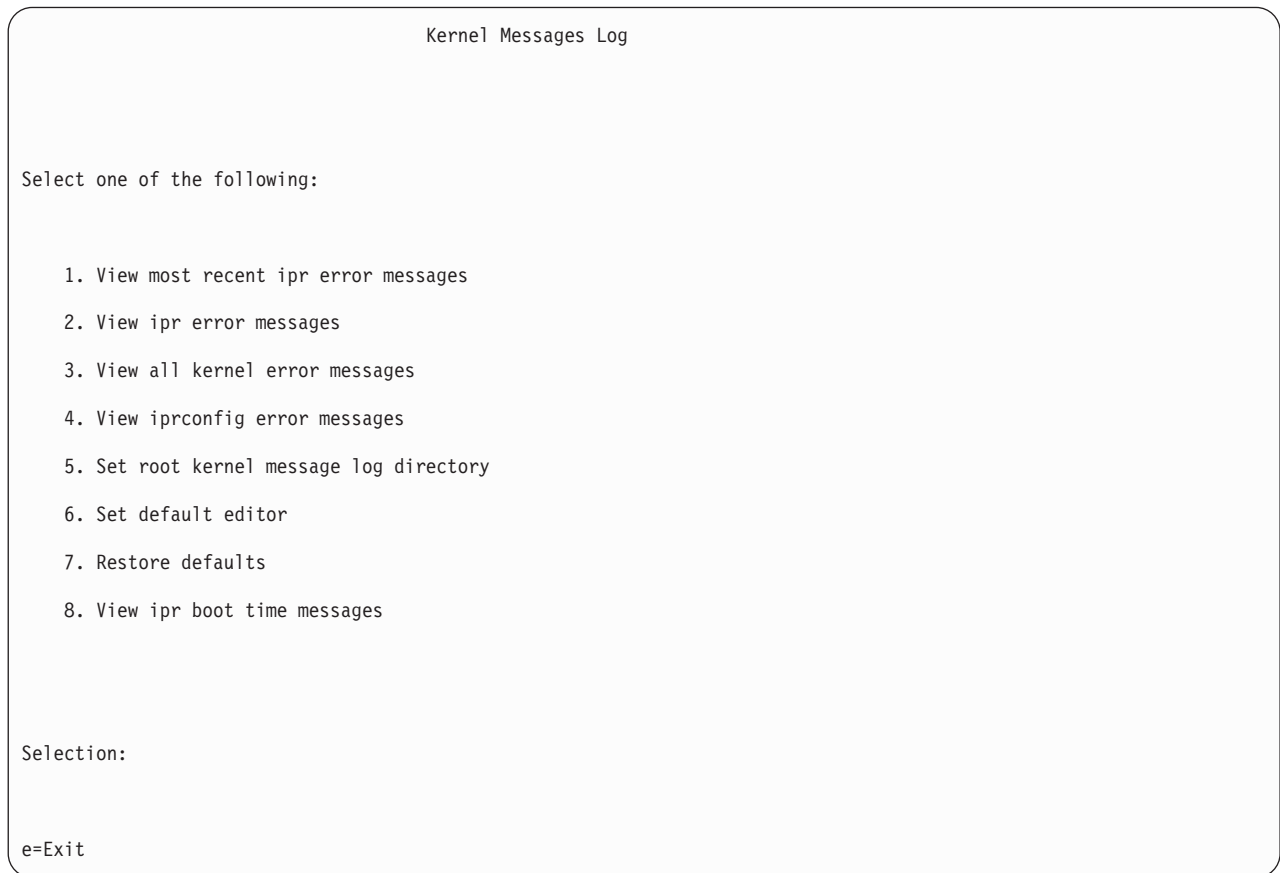 Kernel Messages Log
Select one of the following:
1. View most recent ipr error messages
2. View ipr error messages
3. View all kernel error messages
4. View iprconfig error messages
5. Set root kernel message log directory
6. Set default editor
7. Restore defaults
8. View ipr boot time messages
Selection:
e=Exit